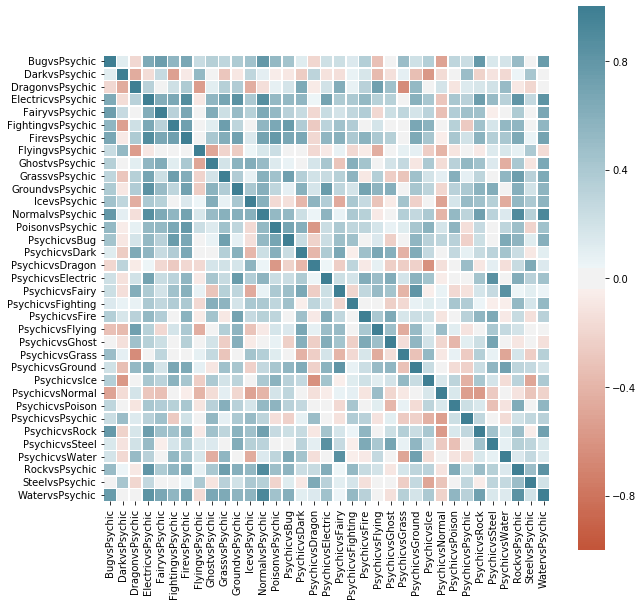 BugvsPsychic
DarkvsPsychic
DragonvsPsychic
ElectricvsPsychic
FairyvsPsychic
FightingvsPsychic
FirevsPsychic
FlyingvsPsychic
GhostvsPsychic
GrassvsPsychic
GroundvsPsychic
IcevsPsychic
NormalvsPsychic
PoisonvsPsychic
PsychicvsBug
PsychicvsDark
PsychicvsDragon
PsychicvsElectric
PsychicvsFairy
PsychicvsFighting
PsychicvsFire
PsychicvsFlying
PsychicvsGhost
PsychicvsGrass
PsychicvsGround
PsychicvsIce
PsychicvsNormal
PsychicvsPoison
PsychicvsPsychic
PsychicvsRock
PsychicvsSteel
PsychicvsWater
RockvsPsychic
SteelvsPsychic
WatervsPsychic
BugvsPsychic
DarkvsPsychic
DragonvsPsychic
ElectricvsPsychic
FairyvsPsychic
FightingvsPsychic
FirevsPsychic
FlyingvsPsychic
GhostvsPsychic
GrassvsPsychic
GroundvsPsychic
IcevsPsychic
NormalvsPsychic
PoisonvsPsychic
PsychicvsBug
PsychicvsDark
PsychicvsDragon
PsychicvsElectric
PsychicvsFairy
PsychicvsFighting
PsychicvsFire
PsychicvsFlying
PsychicvsGhost
PsychicvsGrass
PsychicvsGround
PsychicvsIce
PsychicvsNormal
PsychicvsPoison
PsychicvsPsychic
PsychicvsRock
PsychicvsSteel
PsychicvsWater
RockvsPsychic
SteelvsPsychic
WatervsPsychic
0.8
0.4
0.0
−0.4
−0.8